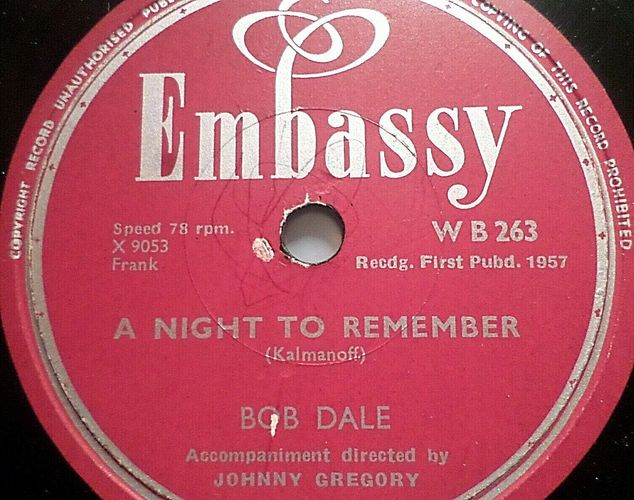 COPYRIGHT RECORD UNAUTHORISED
COPYING OF THIS RECORD PROHIBITED
Embassy
Speed 78 rpm.
X 9053
Frank
WB 263
Recdg. First Pubd. 1957
A NIGHT TO REMEMBER
(Kalmanoff)
BOB DALE
Accompaniment directed by
JOHNNY GREGORY